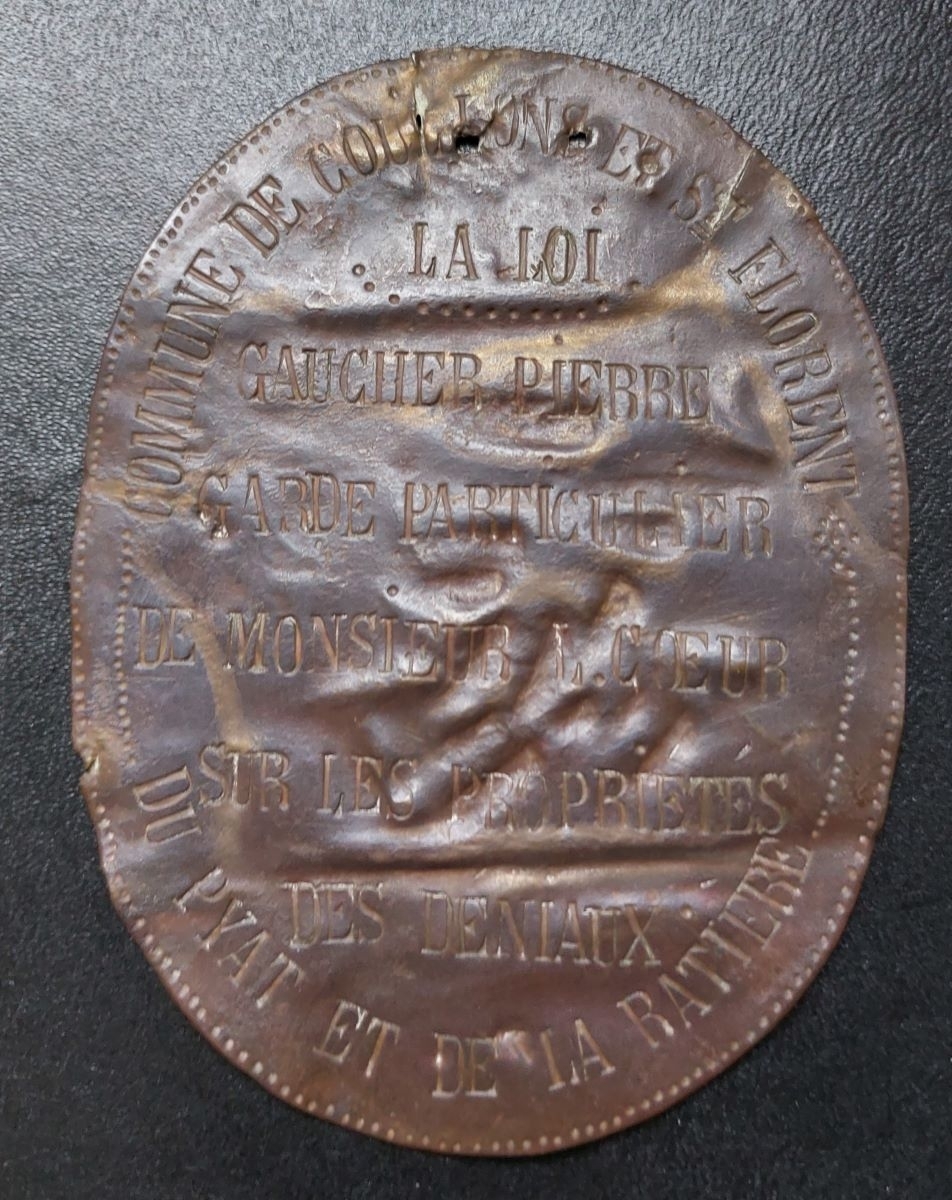 COMMUNE DE COULLONS ET ST FLORENT
LA LOI
GAUCHER PIERRE
GARDE PARTICULIER
DE MONSIEUR L. CŒUR
SUR LES PROPRIÉTÉS
DES DENIAUX
DU PYAT ET DE LA RATIERE